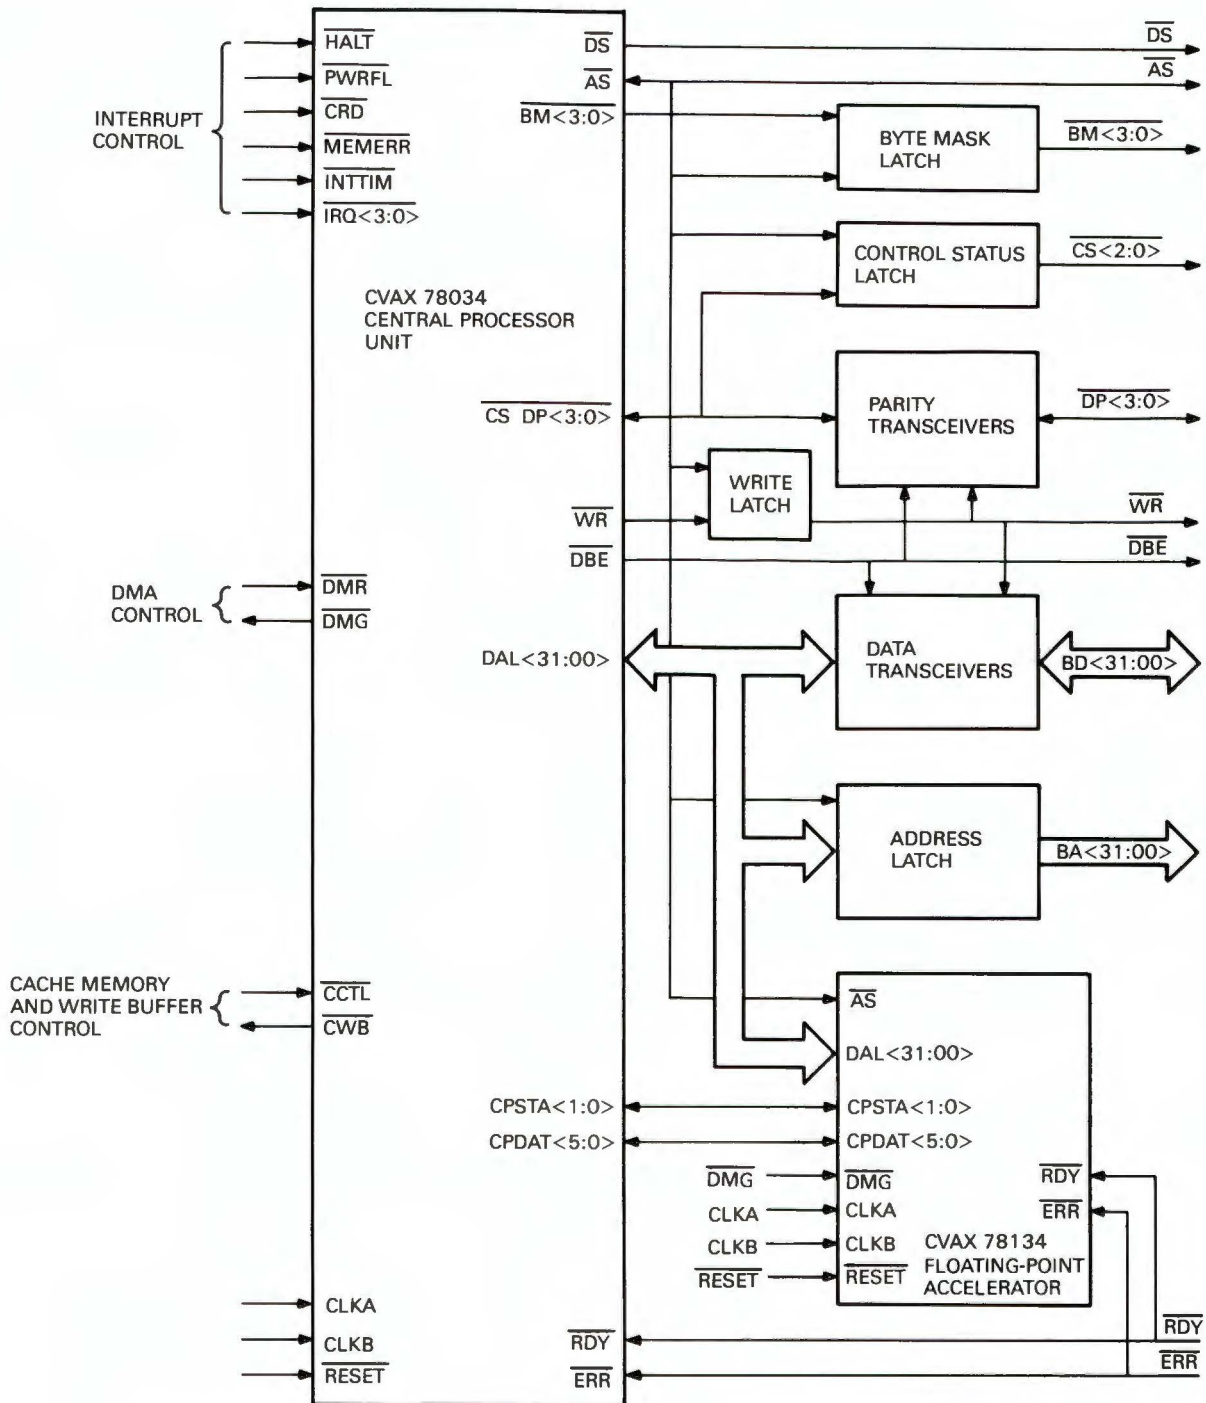 INTERRUPT
CONTROL
HALT
PWRFL
CRD
MEMERR
INTTIM
IRQ<3:0>
CVAX 78034
CENTRAL PROCESSOR
UNIT
DS
AS
BM<3:0>
DS
AS
BYTE MASK
LATCH
BM<3:0>
CONTROL STATUS
LATCH
CS<2:0>
CS DP<3:0>
PARITY
TRANSCEIVERS
DP<3:0>
WRITE
LATCH
WR
DBE
WR
DBE
DMA
CONTROL
DMR
DMG
DAL<31:00>
DATA
TRANSCEIVERS
BD<31:00>
ADDRESS
LATCH
BA<31:00>
CACHE MEMORY
AND WRITE BUFFER
CONTROL
CCTL
CWB
AS
DAL<31:00>
CPSTA<1:0>
CPDAT<5:0>
CPSTA<1:0>
CPDAT<5:0>
DMG
CLKA
CLKB
RESET
DMG
CLKA
CLKB
RESET
RDY
ERR
CVAX 78134
FLOATING-POINT
ACCELERATOR
CLKA
CLKB
RESET
RDY
ERR
RDY
ERR